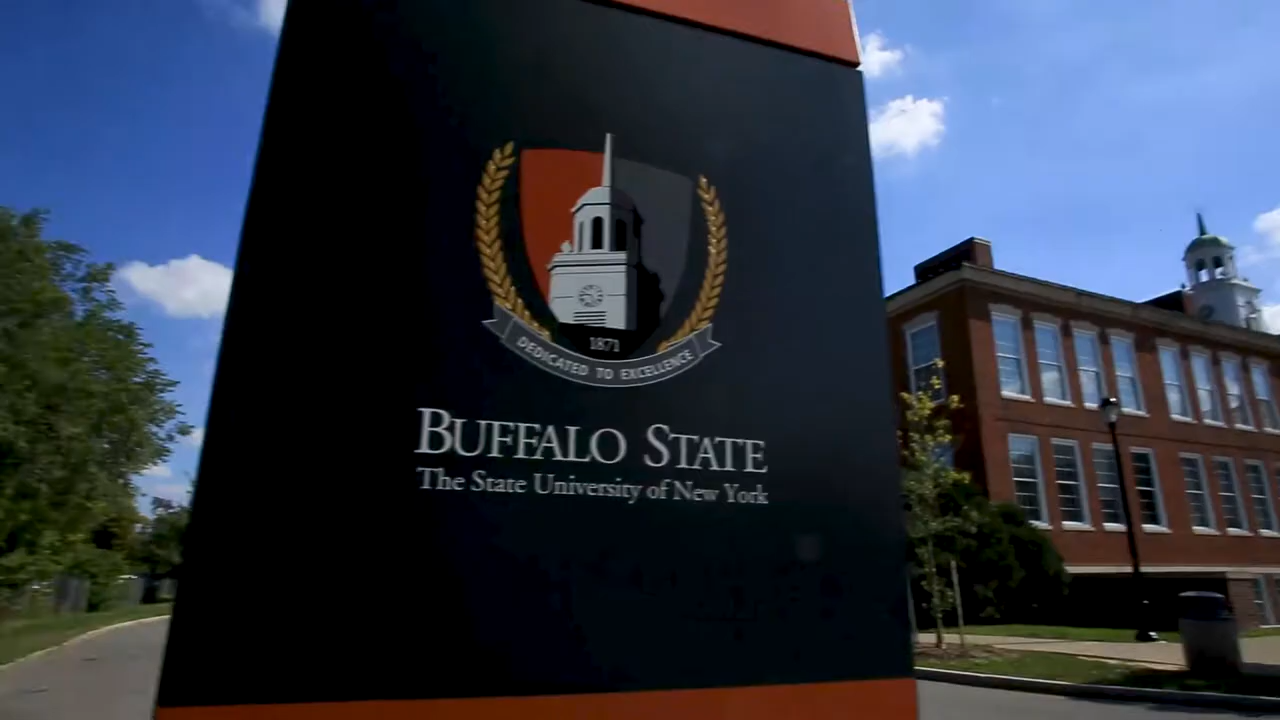 1871
DEDICATED TO EXCELLENCE
BUFFALO STATE
The State University of New York